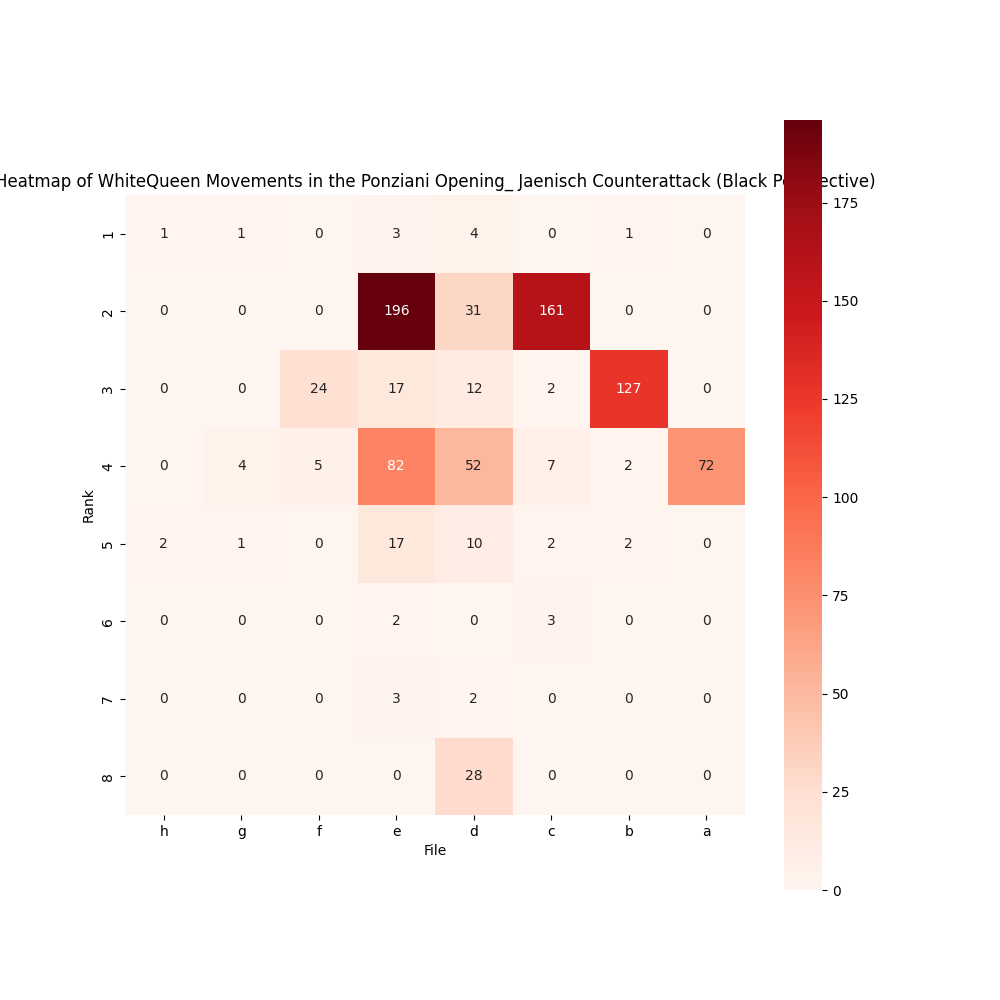 Heatmap of WhiteQueen Movements in the Ponziani Opening_ Jaenisch Counterattack (Black P ective)
1 1 1 0 3 4 0 1 0
2 0 0 0 196 31 161 0 0
3 0 0 24 17 12 2 127 0
4 0 4 5 82 52 7 2 72
5 2 1 0 17 10 2 2 0
6 0 0 0 2 0 3 0 0
7 0 0 0 3 2 0 0 0
8 0 0 0 0 28 0 0 0
Rank
h g f e d c b a
File
175
150
125
100
75
50
25
0